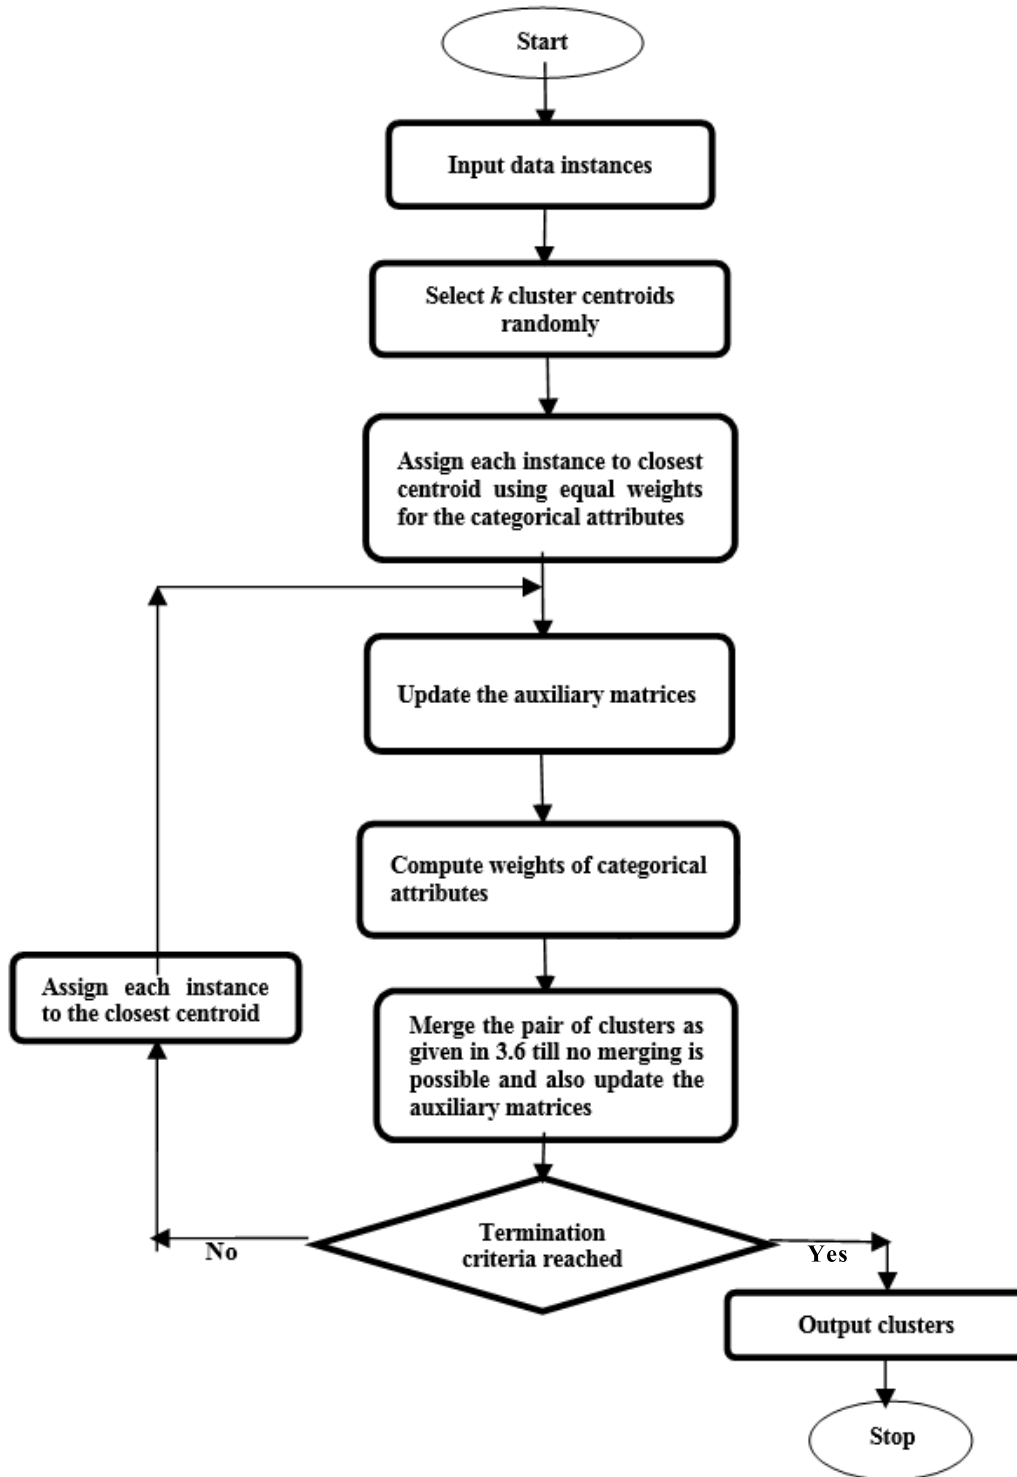 Start
Input data instances
Select k cluster centroids
randomly
Assign each instance to closest
centroid using equal weights
for the categorical attributes
Update the auxiliary matrices
Compute weights of categorical
attributes
Assign each instance
to the closest centroid
Merge the pair of clusters as
given in 3.6 till no merging is
possible and also update the
auxiliary matrices
Termination
criteria reached
No
Yes
Output clusters
Stop